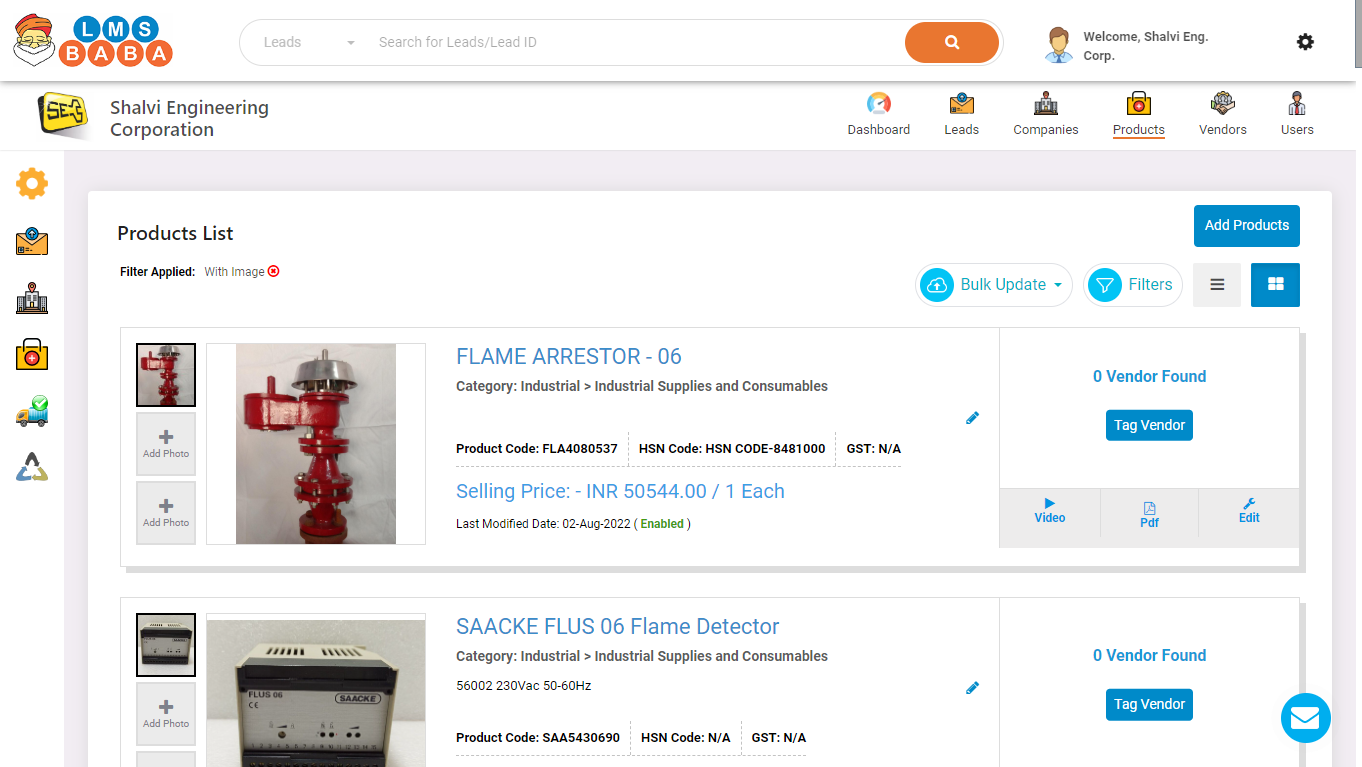 LMS
BABA
Leads
Search for Leads/Lead ID
Welcome, Shalvi Eng.
Corp.
SE
Shalvi Engineering
Corporation
Dashboard
Leads
Companies
Products
Vendors
Users
Products List
Add Products
Filter Applied: With Image
Bulk Update
Filters
Add Photo
Add Photo
FLAME ARRESTOR - 06
Category: Industrial > Industrial Supplies and Consumables
Product Code: FLA4080537
HSN Code: HSN CODE-8481000
GST: N/A
Selling Price: - INR 50544.00 / 1 Each
Last Modified Date: 02-Aug-2022 ( Enabled )
0 Vendor Found
Tag Vendor
Video
Pdf
Edit
Add Photo
FLUS 06
SAACKE
CE
SAACKE FLUS 06 Flame Detector
Category: Industrial > Industrial Supplies and Consumables
56002 230Vac 50-60Hz
Product Code: SAA5430690
HSN Code: N/A
GST: N/A
0 Vendor Found
Tag Vendor